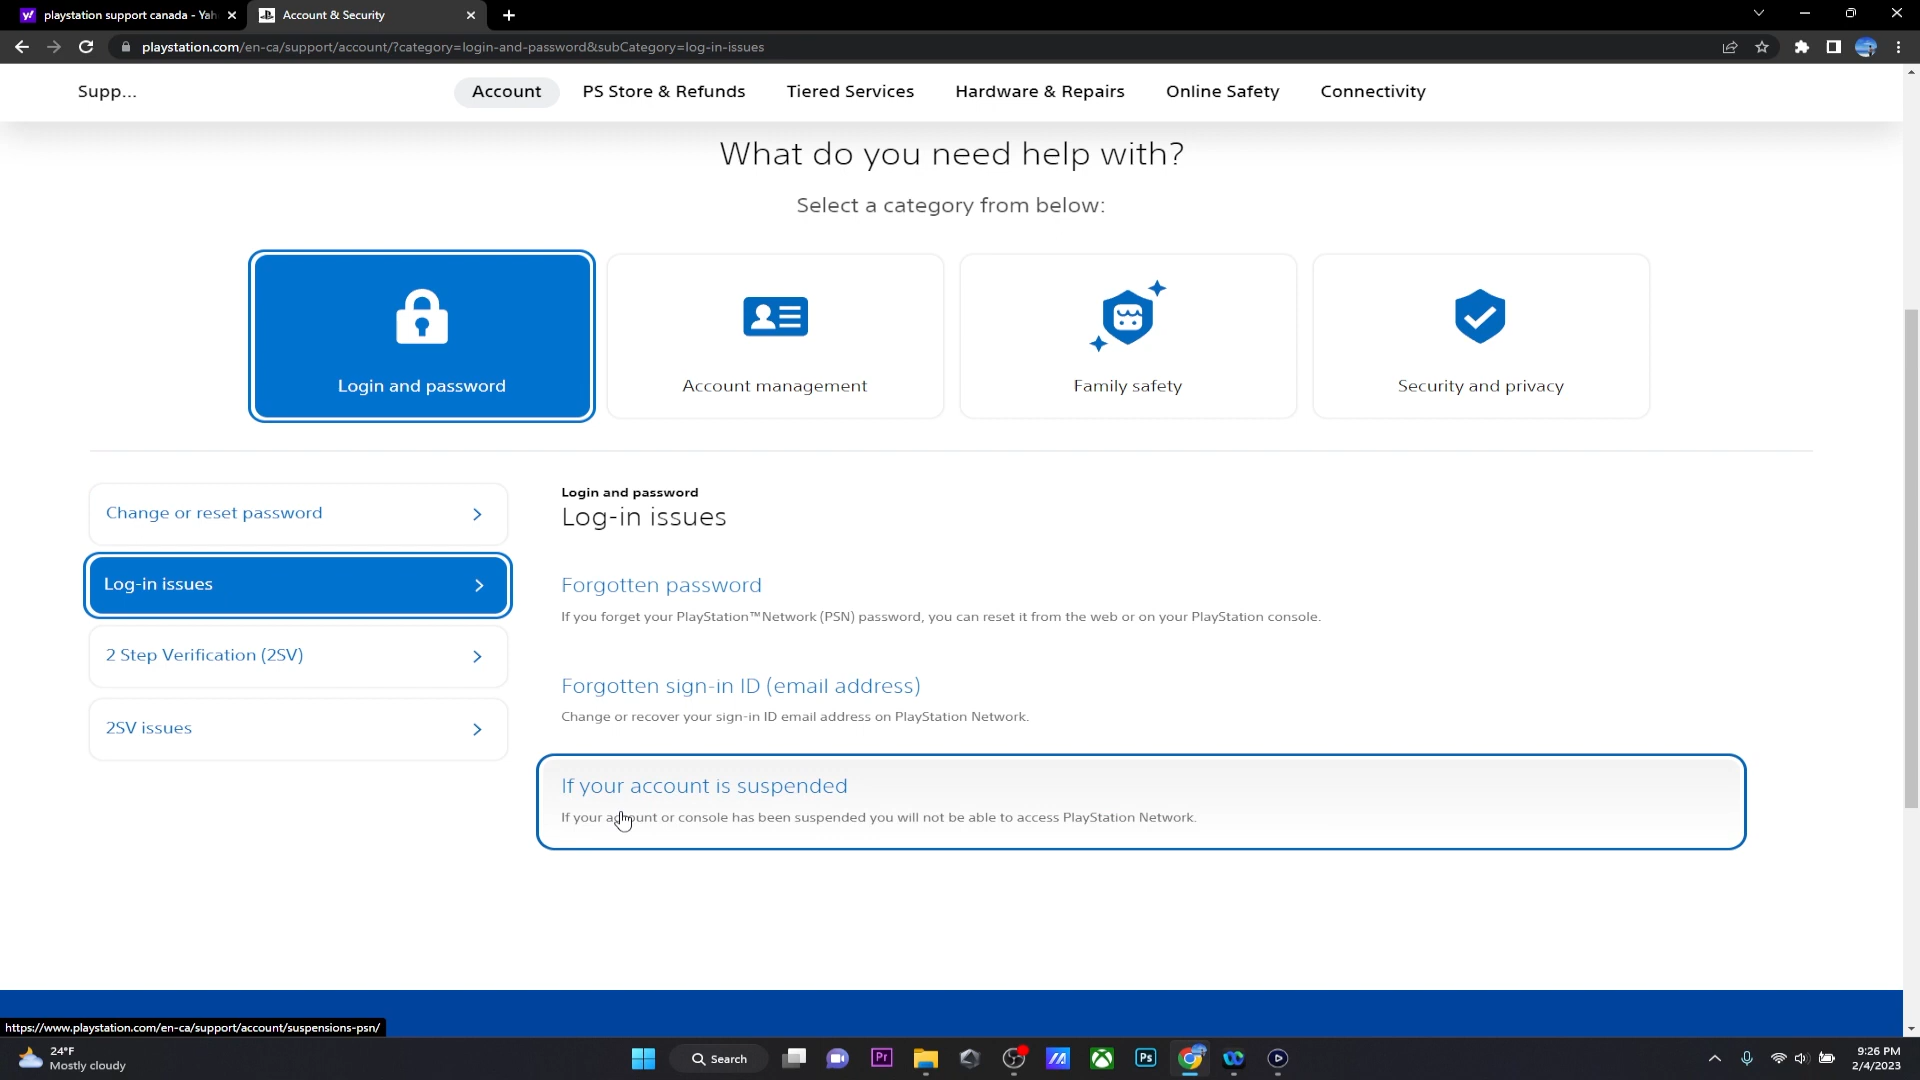 playstation support canada - Yah
Account & Security
playstation.com/en-ca/support/account/?category=login-and-password&subCategory=log-in-issues
Supp...
Account
PS Store & Refunds
Tiered Services
Hardware & Repairs
Online Safety
Connectivity
What do you need help with?
Select a category from below:
Login and password
Account management
Family safety
Security and privacy
Change or reset password
Log-in issues
2 Step Verification (2SV)
2SV issues
Login and password
Log-in issues
Forgotten password
If you forget your PlayStation™Network (PSN) password, you can reset it from the web or on your PlayStation console.
Forgotten sign-in ID (email address)
Change or recover your sign-in ID email address on PlayStation Network.
If your account is suspended
If your account or console has been suspended you will not be able to access PlayStation Network.
https://www.playstation.com/en-ca/support/account/suspensions-psn/
24°F
Mostly cloudy
Search
Pr
Ps
9:26 PM
2/4/2023